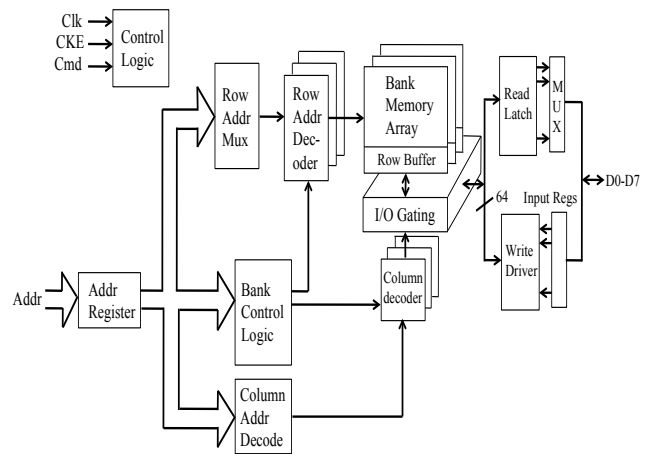 Clk
CKE
Cmd
Control
Logic
Row
Addr
Mux
Row
Addr
Dec-
oder
Bank
Memory
Array
Row Buffer
I/O Gating
Read
Latch
M
U
X
D0-D7
64
Input Regs
Write
Driver
Addr
Addr
Register
Bank
Control
Logic
Column
decoder
Column
Addr
Decode